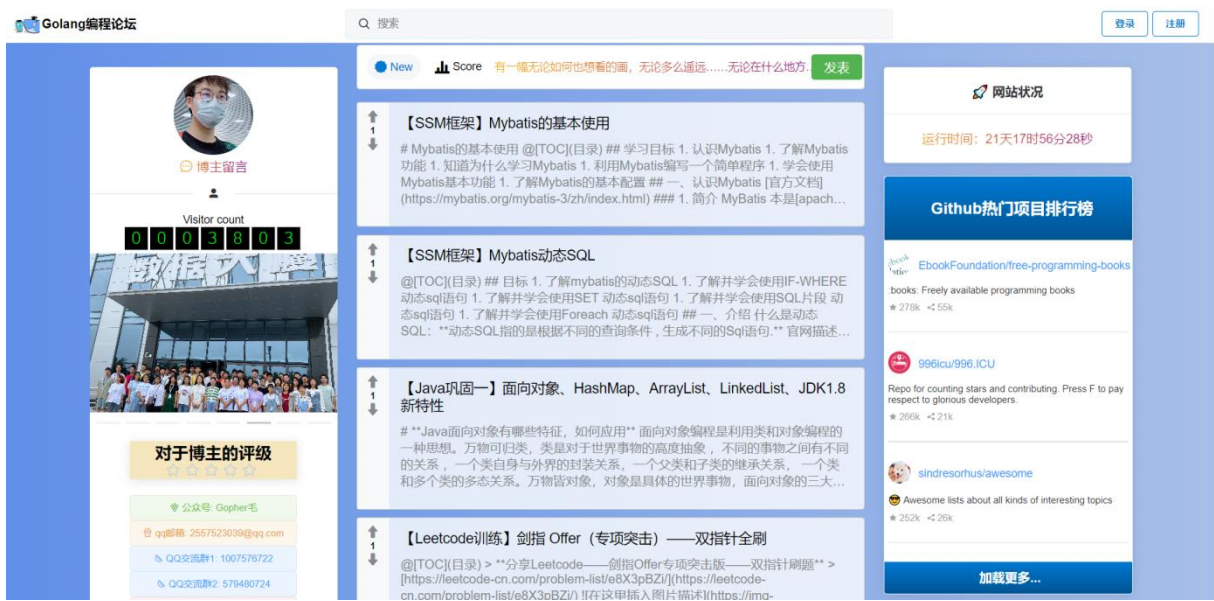 Golang编程论坛
搜索
登录
注册
博主留言
Visitor count
0003803
对于博主的评级
公众号: Gopher毛
qq邮箱: 2557523039@qq.com
QQ交流群1: 1007576722
QQ交流群2: 579480724
New
Score
有一幅无论如何也想看的画，无论多么遥远……无论在什么地方.
发表
1
【SSM框架】Mybatis的基本使用
# Mybatis的基本使用 @[TOC](目录) ## 学习目标 1. 认识Mybatis 1. 了解Mybatis
功能 1. 知道为什么学习Mybatis 1. 利用Mybatis编写一个简单程序 1. 学会使用
Mybatis基本功能 1. 了解Mybatis的基本配置 ## 一、认识Mybatis [官方文档]
(https://mybatis.org/mybatis-3/zh/index.html) ### 1. 简介 MyBatis 本是[apach...
1
【SSM框架】Mybatis动态SQL
@[TOC](目录) ## 目标 1. 了解mybatis的动态SQL 1. 了解并学会使用IF-WHERE
动态sql语句 1. 了解并学会使用SET 动态sql语句 1. 了解并学会使用SQL片段 动
态sql语句 1. 了解并学会使用Foreach 动态sql语句 ## 一、介绍 什么是动态
SQL：**动态SQL指的是根据不同的查询条件 , 生成不同的Sql语句.** 官网描述...
1
【Java巩固一】面向对象、HashMap、ArrayList、LinkedList、JDK1.8
新特性
# **Java面向对象有哪些特征，如何应用** 面向对象编程是利用类和对象编程的
一种思想。万物可归类，类是对于世界事物的高度抽象 ，不同的事物之间有不同
的关系 ，一个类自身与外界的封装关系，一个父类和子类的继承关系， 一个类
和多个类的多态关系。万物皆对象，对象是具体的世界事物，面向对象的三大...
1
【Leetcode训练】剑指 Offer（专项突击）——双指针全刷
@[TOC](目录) > **分享Leetcode——剑指Offer专项突击版——双指针刷题** >
[https://leetcode-cn.com/problem-list/e8X3pBZi/](https://leetcode-
cn.com/problem-list/e8X3pBZi/) ![在这里插入图片描述](https://img-
网站状况
运行时间：21天17时56分28秒
Github热门项目排行榜
EbookFoundation/free-programming-books
:books: Freely available programming books
278k 55k
996icu/996.ICU
Repo for counting stars and contributing. Press F to pay
respect to glorious developers.
266k 21k
sindresorhus/awesome
Awesome lists about all kinds of interesting topics
252k 26k
加载更多...